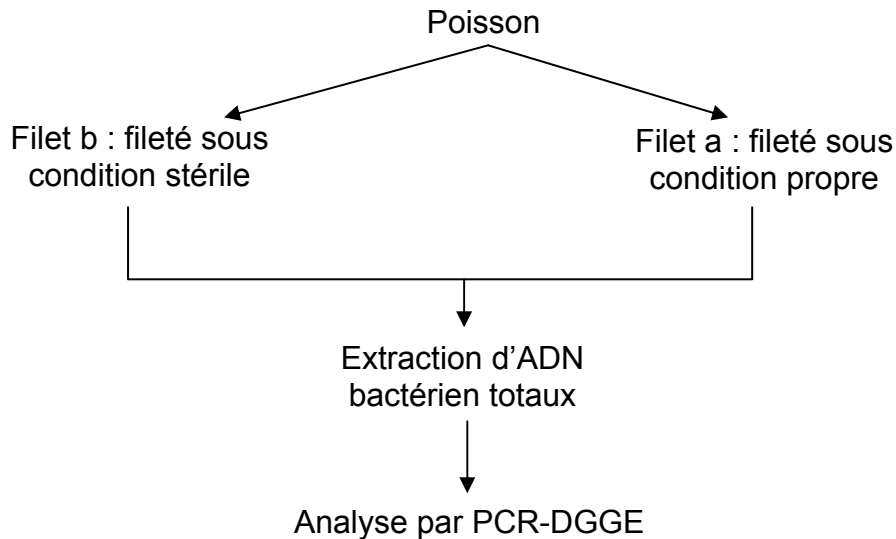 Poisson
Filet b : fileté sous
condition stérile
Filet a : fileté sous
condition propre
Extraction d’ADN
bactérien totaux
Analyse par PCR-DGGE